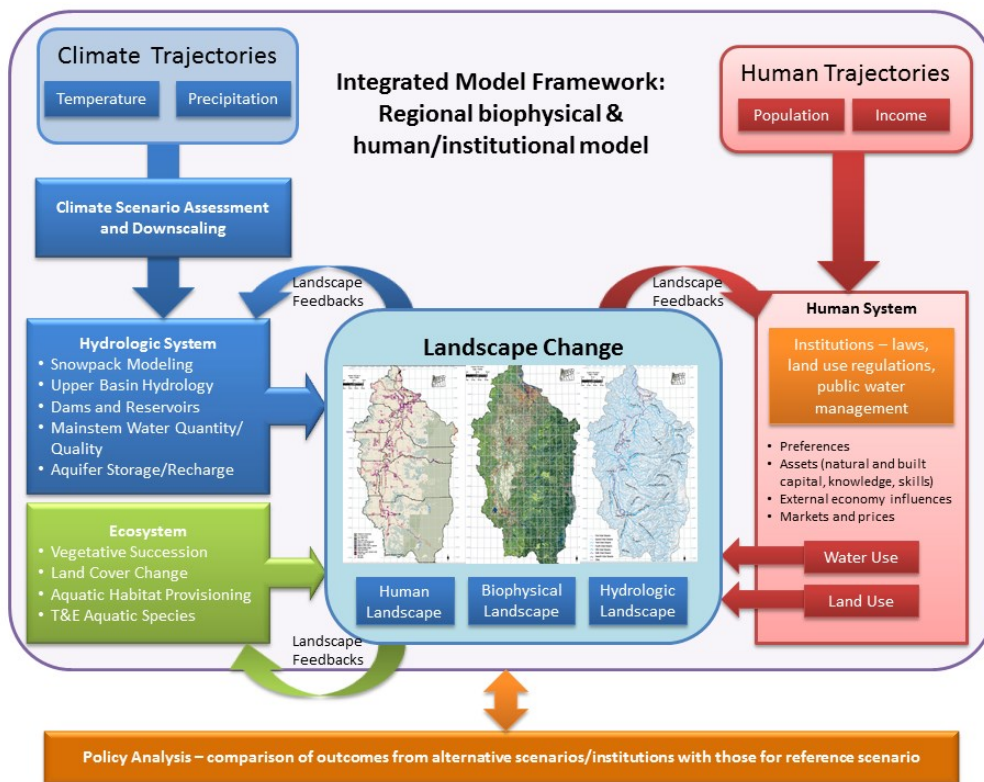 Climate Trajectories
Temperature
Precipitation
Integrated Model Framework:
Regional biophysical &
human/institutional model
Human Trajectories
Population
Income
Climate Scenario Assessment
and Downscaling
Landscape
Feedbacks
Landscape
Feedbacks
Hydrologic System
• Snowpack Modeling
• Upper Basin Hydrology
• Dams and Reservoirs
• Mainstem Water Quantity/
Quality
• Aquifer Storage/Recharge
Ecosystem
• Vegetative Succession
• Land Cover Change
• Aquatic Habitat Provisioning
• T&E Aquatic Species
Landscape Change
Human
Landscape
Biophysical
Landscape
Hydrologic
Landscape
Human System
Institutions – laws,
land use regulations,
public water
management
• Preferences
• Assets (natural and built
capital, knowledge, skills)
• External economy influences
• Markets and prices
Water Use
Land Use
Landscape
Feedbacks
Policy Analysis – comparison of outcomes from alternative scenarios/institutions with those for reference scenario